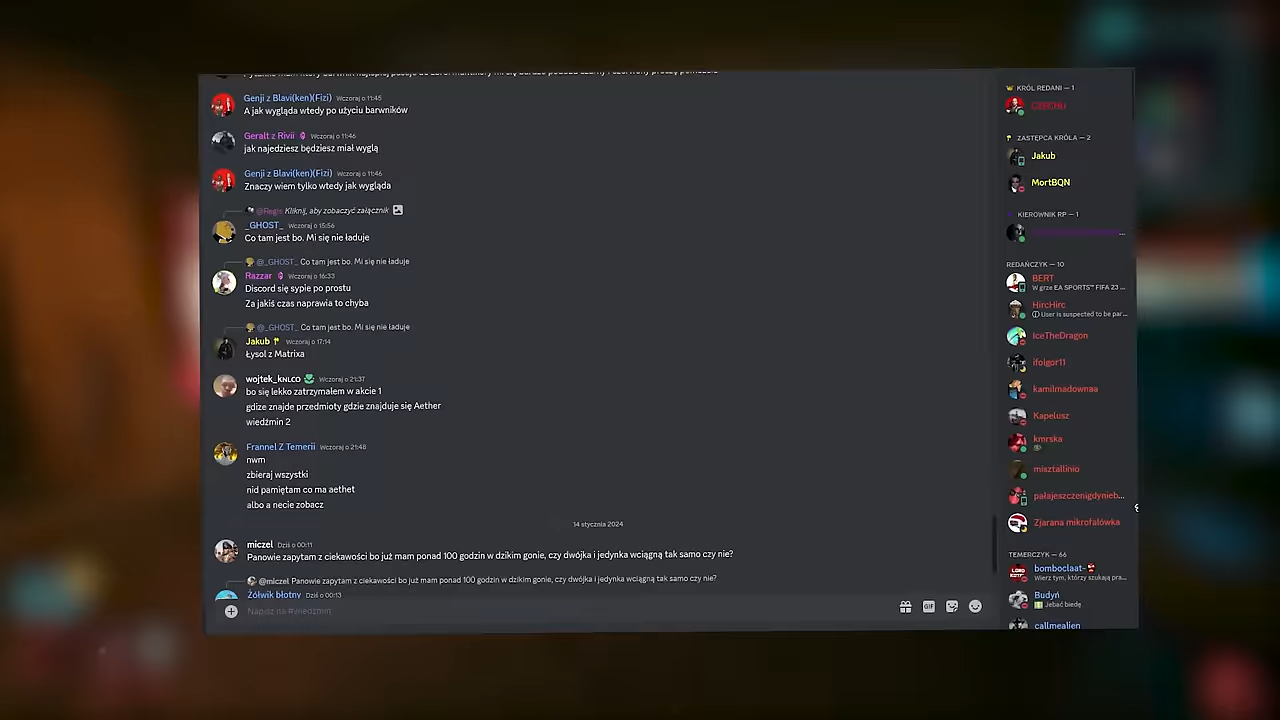 Genji z Blavi(ken)(Fizi) Wczoraj o 11:45
A jak wygląda wtedy po użyciu barwników
Geralt z Rivii Wczoraj o 11:46
jak najedziesz będziesz miał wyglą
Genji z Blavi(ken)(Fizi) Wczoraj o 11:46
Znaczy wiem tylko wtedy jak wygląda
@Regis Kliknij, aby zobaczyć załącznik
_GHOST_ Wczoraj o 15:56
Co tam jest bo. Mi się nie ładuje
@_GHOST_ Co tam jest bo. Mi się nie ładuje
Razzar Wczoraj o 16:33
Discord się sypie po prostu
Za jakiś czas naprawia to chyba
@_GHOST_ Co tam jest bo. Mi się nie ładuje
Jakub Wczoraj o 17:14
Łysol z Matrixa
wojtek_KNLCO Wczoraj o 21:37
bo się lekko zatrzymałem w akcie 1
gdize znajde przedmioty gdzie znajduje się Aether
wiedźmin 2
Frannel Z Temerii Wczoraj o 21:48
nwm
zbieraj wszystki
nid pamiętam co ma aethet
albo a necie zobacz
14 stycznia 2024
miczel Dziś o 00:11
Panowie zapytam z ciekawości bo już mam ponad 100 godzin w dzikim gonie, czy dwójka i jedynka wciągną tak samo czy nie?
@miczel Panowie zapytam z ciekawości bo już mam ponad 100 godzin w dzikim gonie, czy dwójka i jedynka wciągną tak samo czy nie?
Żółwik błotny Dziś o 00:13
Napisz na #wiedźmin
GIF
KRÓL REDANI — 1
CZECHU
ZASTĘPCA KRÓLA — 2
Jakub
MortBQN
KIEROWNIK RP — 1
...
REDAŃCZYK — 10
BERT
W grze EA SPORTS™ FIFA 23 ...
HircHirc
User is suspected to be par...
IceTheDragon
ifolgor11
kamilmadownaa
Kapelusz
kmrska
misztallinio
pałajeszczenigdynieb...
Zjarana mikrofalówka
TEMERCZYK — 66
bomboclaat-
Wierz tym, którzy szukają pra...
Budyń
Jebać biedę
callmealien